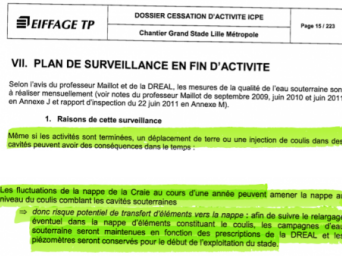 EIFFAGE TP
DOSSIER CESSATION D'ACTIVITE ICPE
Chantier Grand Stade Lille Métropole
Page 15 / 223
VII. PLAN DE SURVEILLANCE EN FIN D'ACTIVITE
Selon l'avis du professeur Maillot et de la DREAL, les mesures de la qualité de l'eau souterraine son
à réaliser mensuellement (voir notes du professeur Maillot de septembre 2009, juin 2010 et juin 2011
en Annexe J et rapport d'inspection du 22 juin 2011 en Annexe M).
1. Raisons de cette surveillance
Même si les activités sont terminées, un déplacement de terre ou une injection de coulis dans des
cavités peuvent avoir des conséquences dans le temps :
Les fluctuations de la nappe de la Craie au cours d'une année peuvent amener la nappe au
niveau du coulis comblant les cavités souterraines
⇒ donc risque potentiel de transfert d'éléments vers la nappe : afin de suivre le relargage
éventuel dans la nappe d'éléments constituant le coulis, les campagnes d'eau
souterraine seront maintenues en fonction des prescriptions de la DREAL et les
piézomètres seront conservés pour le début de l'exploitation du stade.